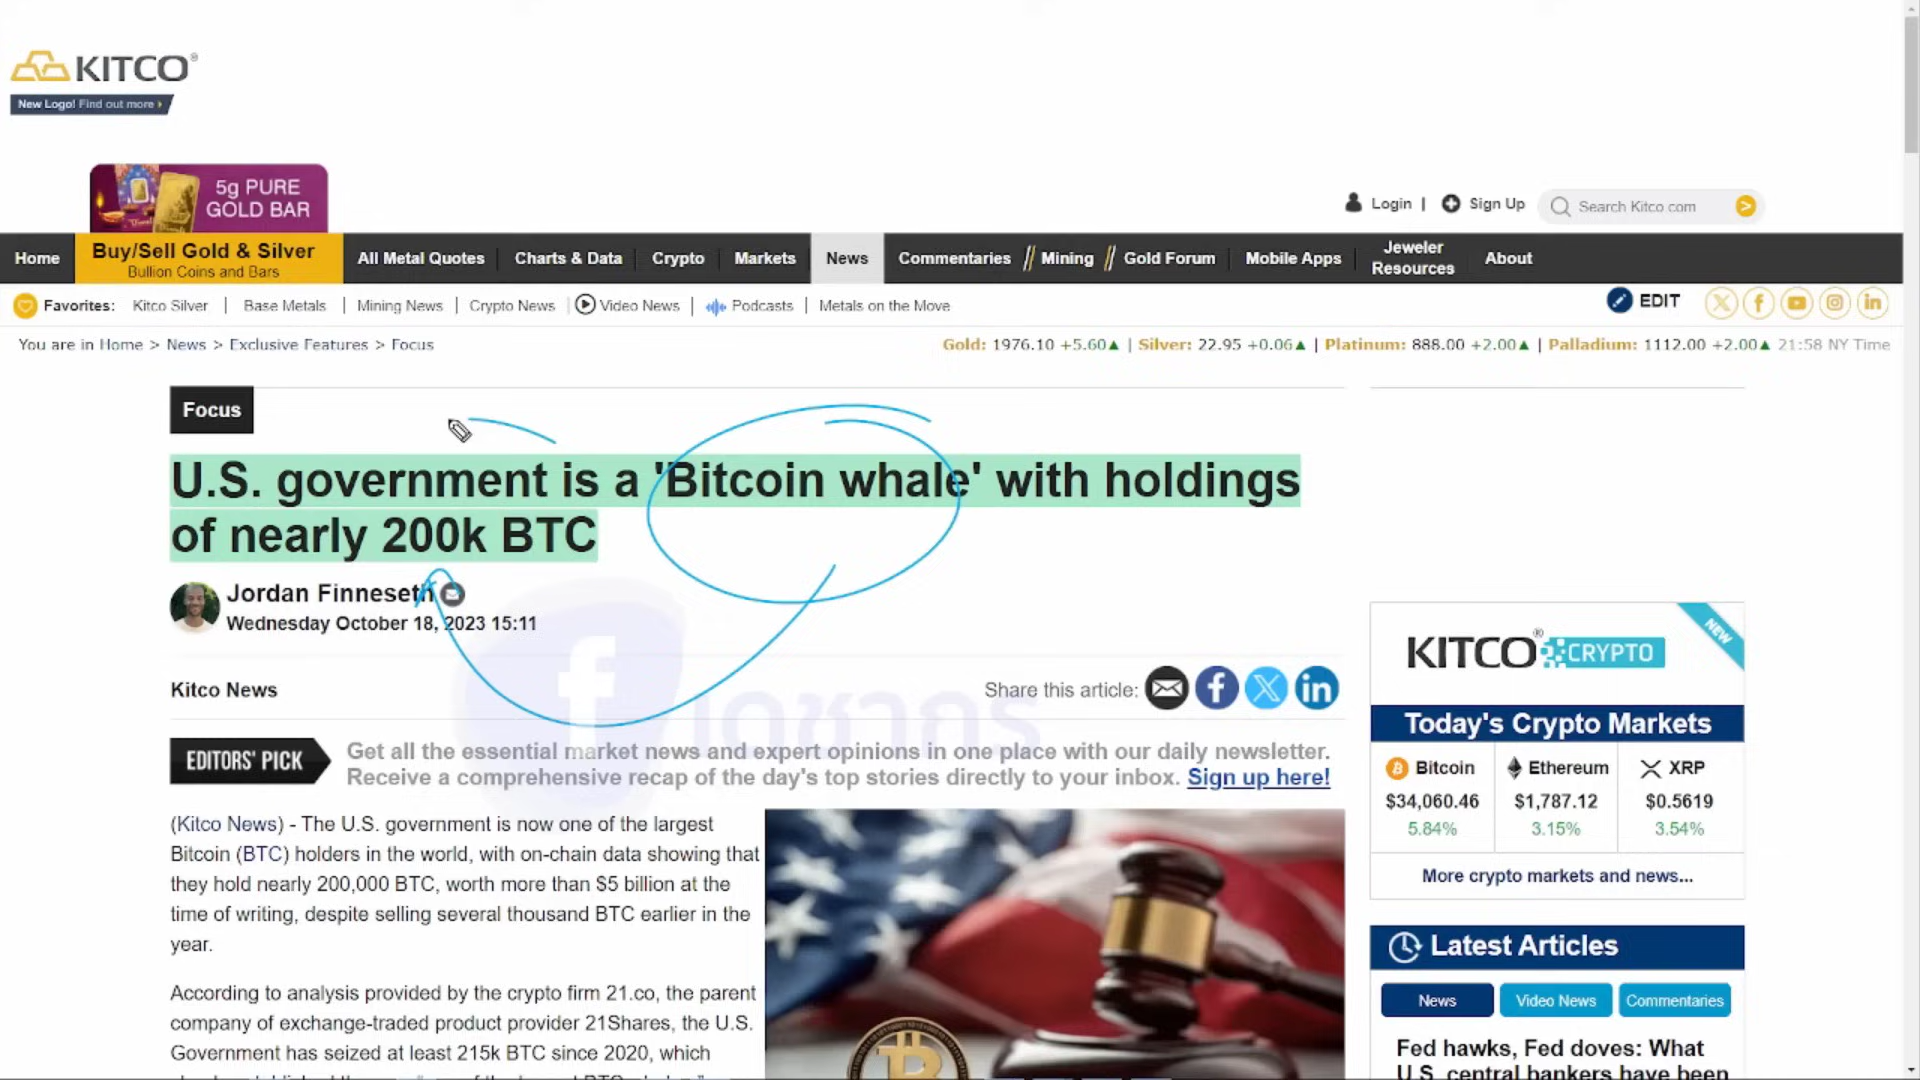 KITCO®
New Logo! Find out more
5g PURE
GOLD BAR
Login | Sign Up Search Kitco com
Home
Buy/Sell Gold & Silver
Bullion Coins and Bars
All Metal Quotes
Charts & Data
Crypto
Markets
News
Commentaries
Mining
Gold Forum
Mobile Apps
Jeweler
Resources
About
Favorites: Kitco Silver | Base Metals | Mining News | Crypto News | Video News | Podcasts | Metals on the Move
EDIT
You are in Home > News > Exclusive Features > Focus
Gold: 1976.10 +5.60▲ | Silver: 22.95 +0.06▲ | Platinum: 888.00 +2.00▲ | Palladium: 1112.00 +2.00▲ 21:58 NY Time
Focus
U.S. government is a 'Bitcoin whale' with holdings
of nearly 200k BTC
Jordan Finneseth
Wednesday October 18, 2023 15:11
Kitco News
Share this article:
เดชากร
EDITORS' PICK
Get all the essential market news and expert opinions in one place with our daily newsletter.
Receive a comprehensive recap of the day's top stories directly to your inbox. Sign up here!
(Kitco News) - The U.S. government is now one of the largest
Bitcoin (BTC) holders in the world, with on-chain data showing that
they hold nearly 200,000 BTC, worth more than $5 billion at the
time of writing, despite selling several thousand BTC earlier in the
year.
According to analysis provided by the crypto firm 21.co, the parent
company of exchange-traded product provider 21Shares, the U.S.
Government has seized at least 215k BTC since 2020, which
KITCO® CRYPTO
NEW
Today's Crypto Markets
Bitcoin
$34,060.46
5.84%
Ethereum
$1,787.12
3.15%
XRP
$0.5619
3.54%
More crypto markets and news...
Latest Articles
News
Video News
Commentaries
Fed hawks, Fed doves: What
U.S. central bankers have been